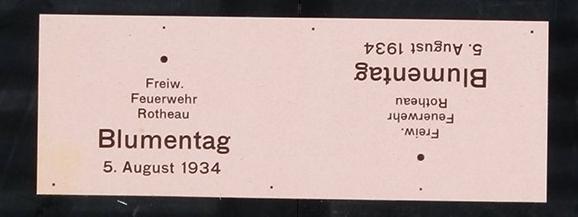 Freiw.
Feuerwehr
Rotheau
Blumentag
5. August 1934
Freiw.
Feuerwehr
Rotheau
Blumentag
5. August 1934